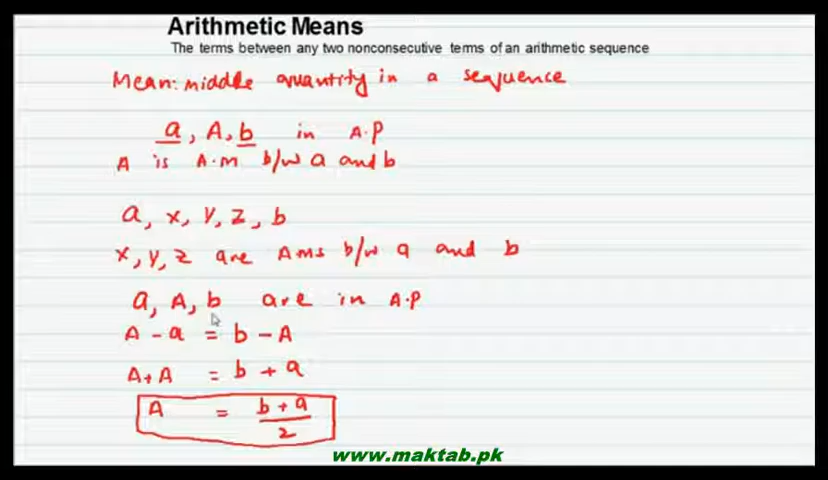 Arithmetic Means
The terms between any two nonconsecutive terms of an arithmetic sequence
Mean: middle quantity in a sequence
a, A, b in A.P
A is A.M b/w a and b
a, x, y, z, b
x, y, z are AMs b/w a and b
a, A, b are in A.P
A - a = b - A
A + A = b + a
A = b + a
2
www.maktab.pk